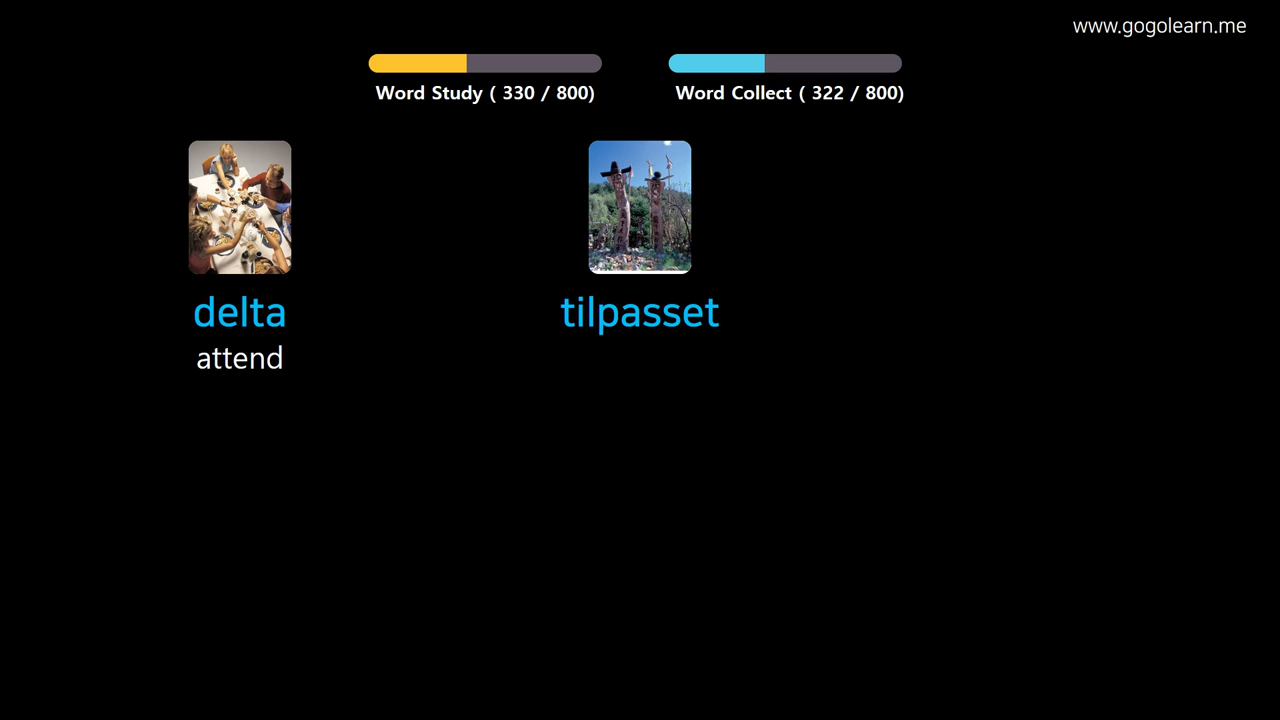 www.gogolearn.me
Word Study ( 330 / 800)
Word Collect ( 322 / 800)
delta
attend
tilpasset